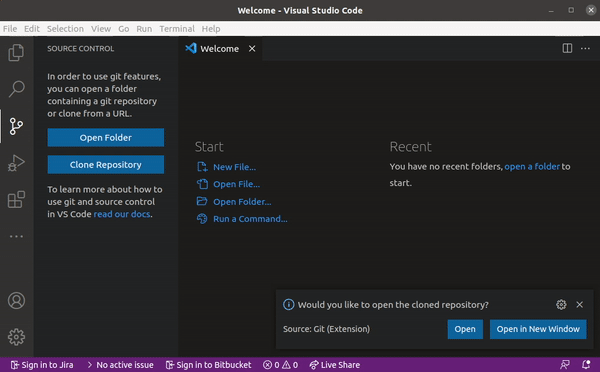 Welcome - Visual Studio Code
File Edit Selection View Go Run Terminal Help
SOURCE CONTROL
In order to use git features,
you can open a folder
containing a git repository
or clone from a URL.
Open Folder
Clone Repository
To learn more about how to
use git and source control
in VS Code read our docs.
Welcome
Start
New File...
Open File...
Open Folder...
Run a Command...
Recent
You have no recent folders, open a folder to
start.
Would you like to open the cloned repository?
Source: Git (Extension)
Open
Open in New Window
Sign in to Jira No active issue Sign in to Bitbucket 0 0 Live Share